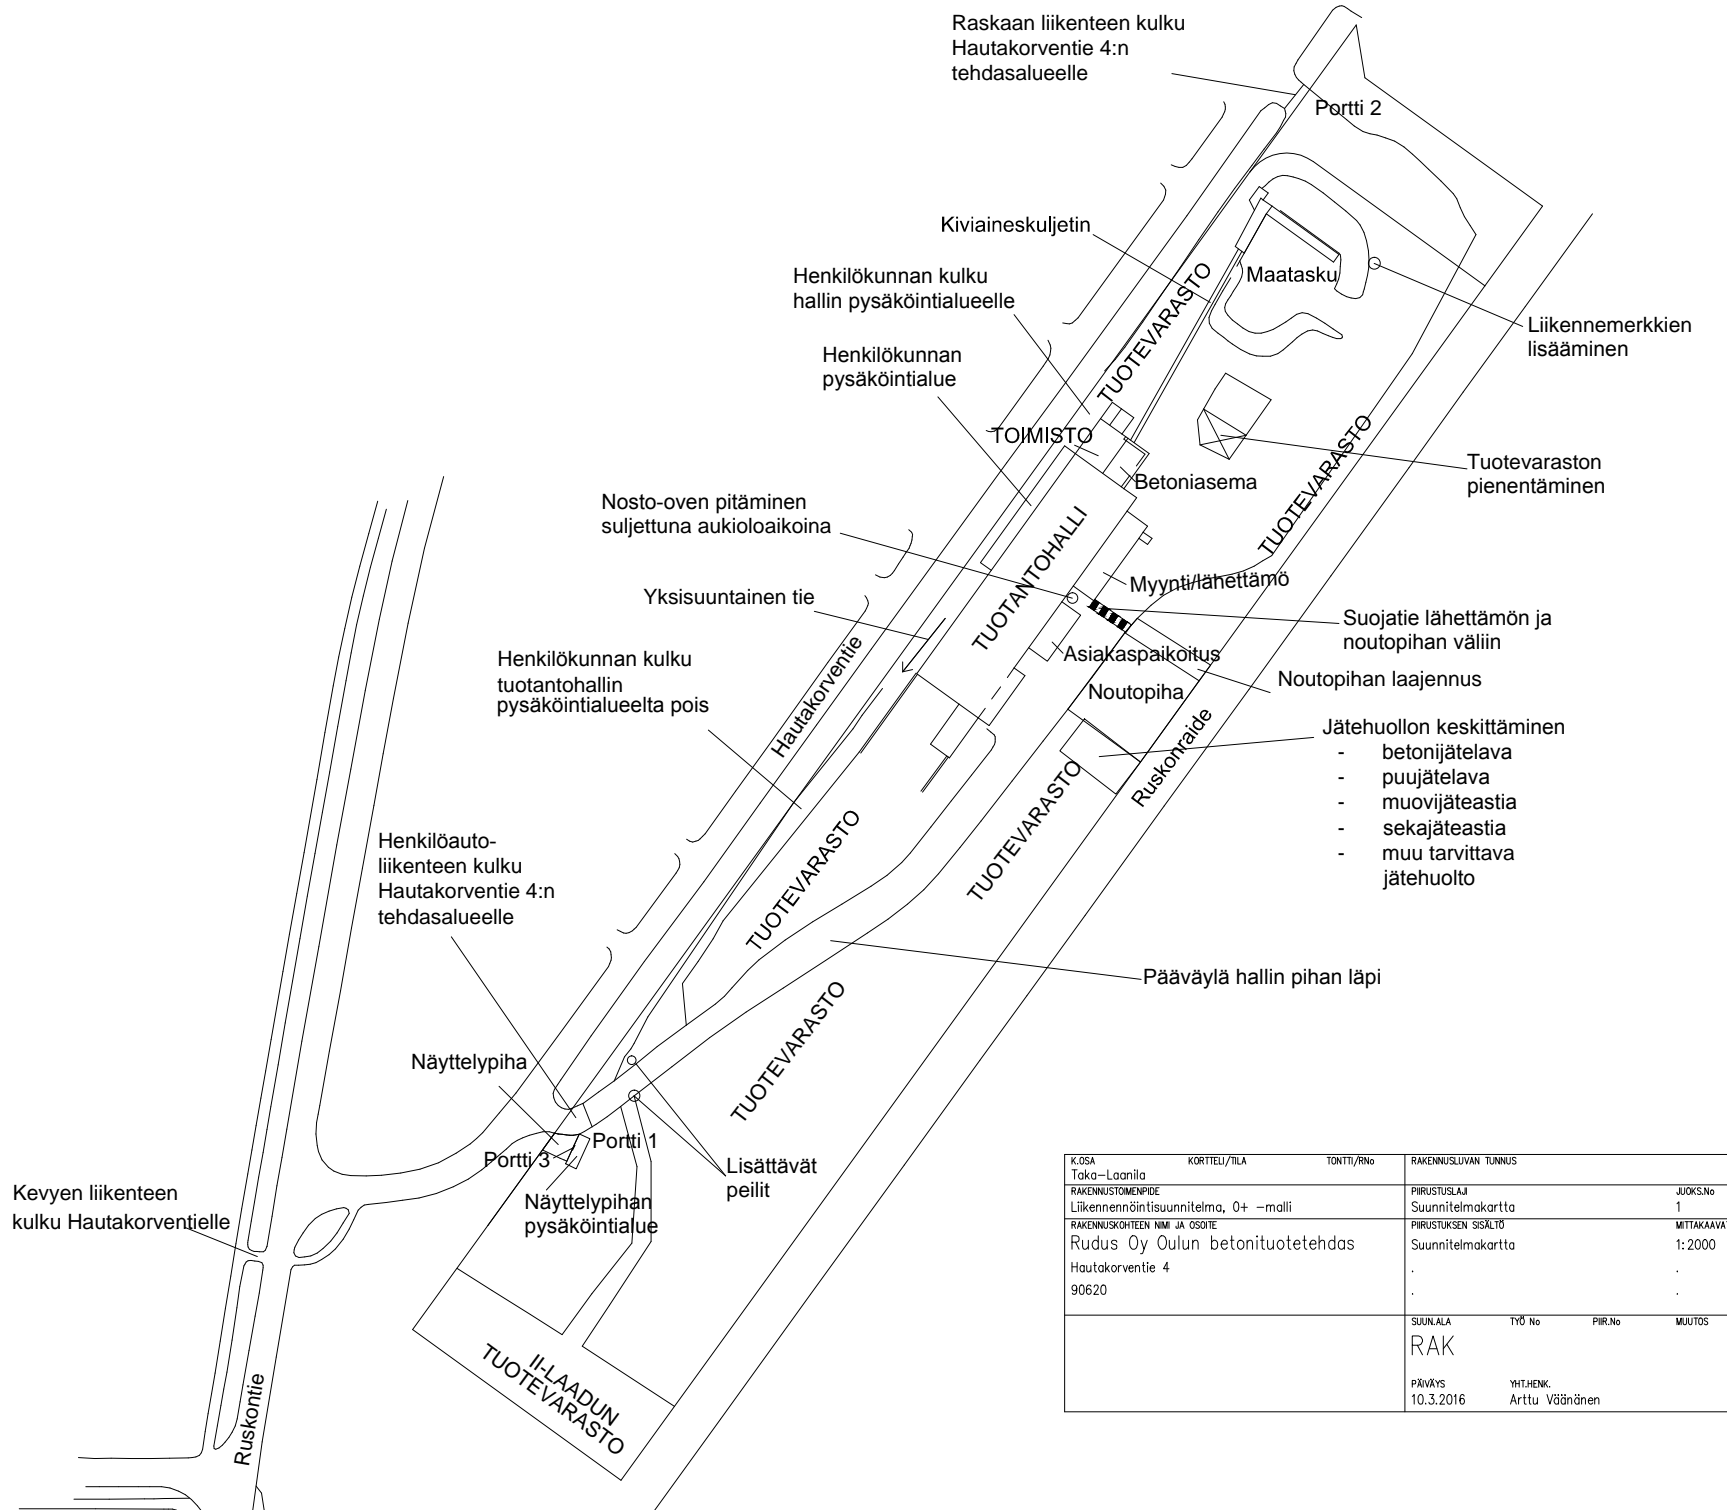 Raskaan liikenteen kulku
Hautakorventie 4:n
tehdasalueelle
Portti 2
Kiviaineskuljetin
Henkilökunnan kulku
hallin pysäköintialueelle
Maatasku
TUOTEVARASTO
Liikennemerkkien
lisääminen
Henkilökunnan
pysäköintialue
TOIMISTO
Betoniasema
TUOTEVARASTO
Tuotevaraston
pienentäminen
Nosto-oven pitäminen
suljettuna aukioloaikoina
TUOTANTOHALLI
Myynti/lähettämö
Yksisuuntainen tie
Suojatie lähettämön ja
noutopihan väliin
Asiakaspaikoitus
Noutopihan laajennus
Noutopiha
Henkilökunnan kulku
tuotantohallin
pysäköintialueelta pois
Hautakorventie
Ruskonraide
Jätehuollon keskittäminen
- betonijätelava
- puujätelava
- muovijäteastia
- sekajäteastia
- muu tarvittava
jätehuolto
TUOTEVARASTO
TUOTEVARASTO
Henkilöauto-
liikenteen kulku
Hautakorventie 4:n
tehdasalueelle
Pääväylä hallin pihan läpi
TUOTEVARASTO
Näyttelypiha
Portti 1
Portti 3
Lisättävät
peilit
Näyttelypihan
pysäköintialue
Kevyen liikenteen
kulku Hautakorventielle
Ruskontie
II-LAADUN
TUOTEVARASTO
K.OSA KORTTELI/TILA TONTTI/RNo RAKENNUSLUVAN TUNNUS
Taka-Laanila
RAKENNUSTOIMENPIDE PIIRUSTUSLAJI JUOKS.No
Liikennennöintisuunnitelma, 0+ -malli Suunnitelmakartta 1
RAKENNUSKOHTEEN NIMI JA OSOITE PIIRUSTUKSEN SISÄLTÖ MITTAKAAVAT
Rudus Oy Oulun betonituotetehdas Suunnitelmakartta 1:2000
Hautakorventie 4 . .
90620 . .
SUUN.ALA TYÖ No PIIR.No MUUTOS
RAK
PÄIVÄYS YHT.HENK.
10.3.2016 Arttu Väänänen